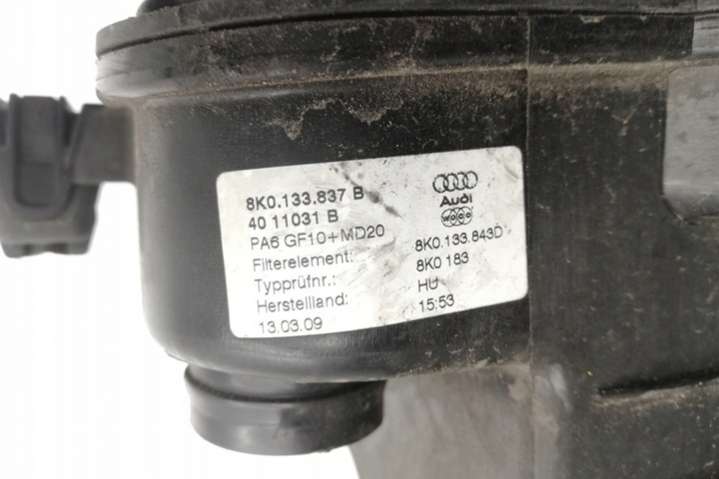 8K0.133.837 B
40 11031 B
PA6 GF10+MD20
Filterelement: 8K0.133.843D
Typprüfnr.: 8K0 183
Herstellland: HU
13.03.09 15:53
Audi